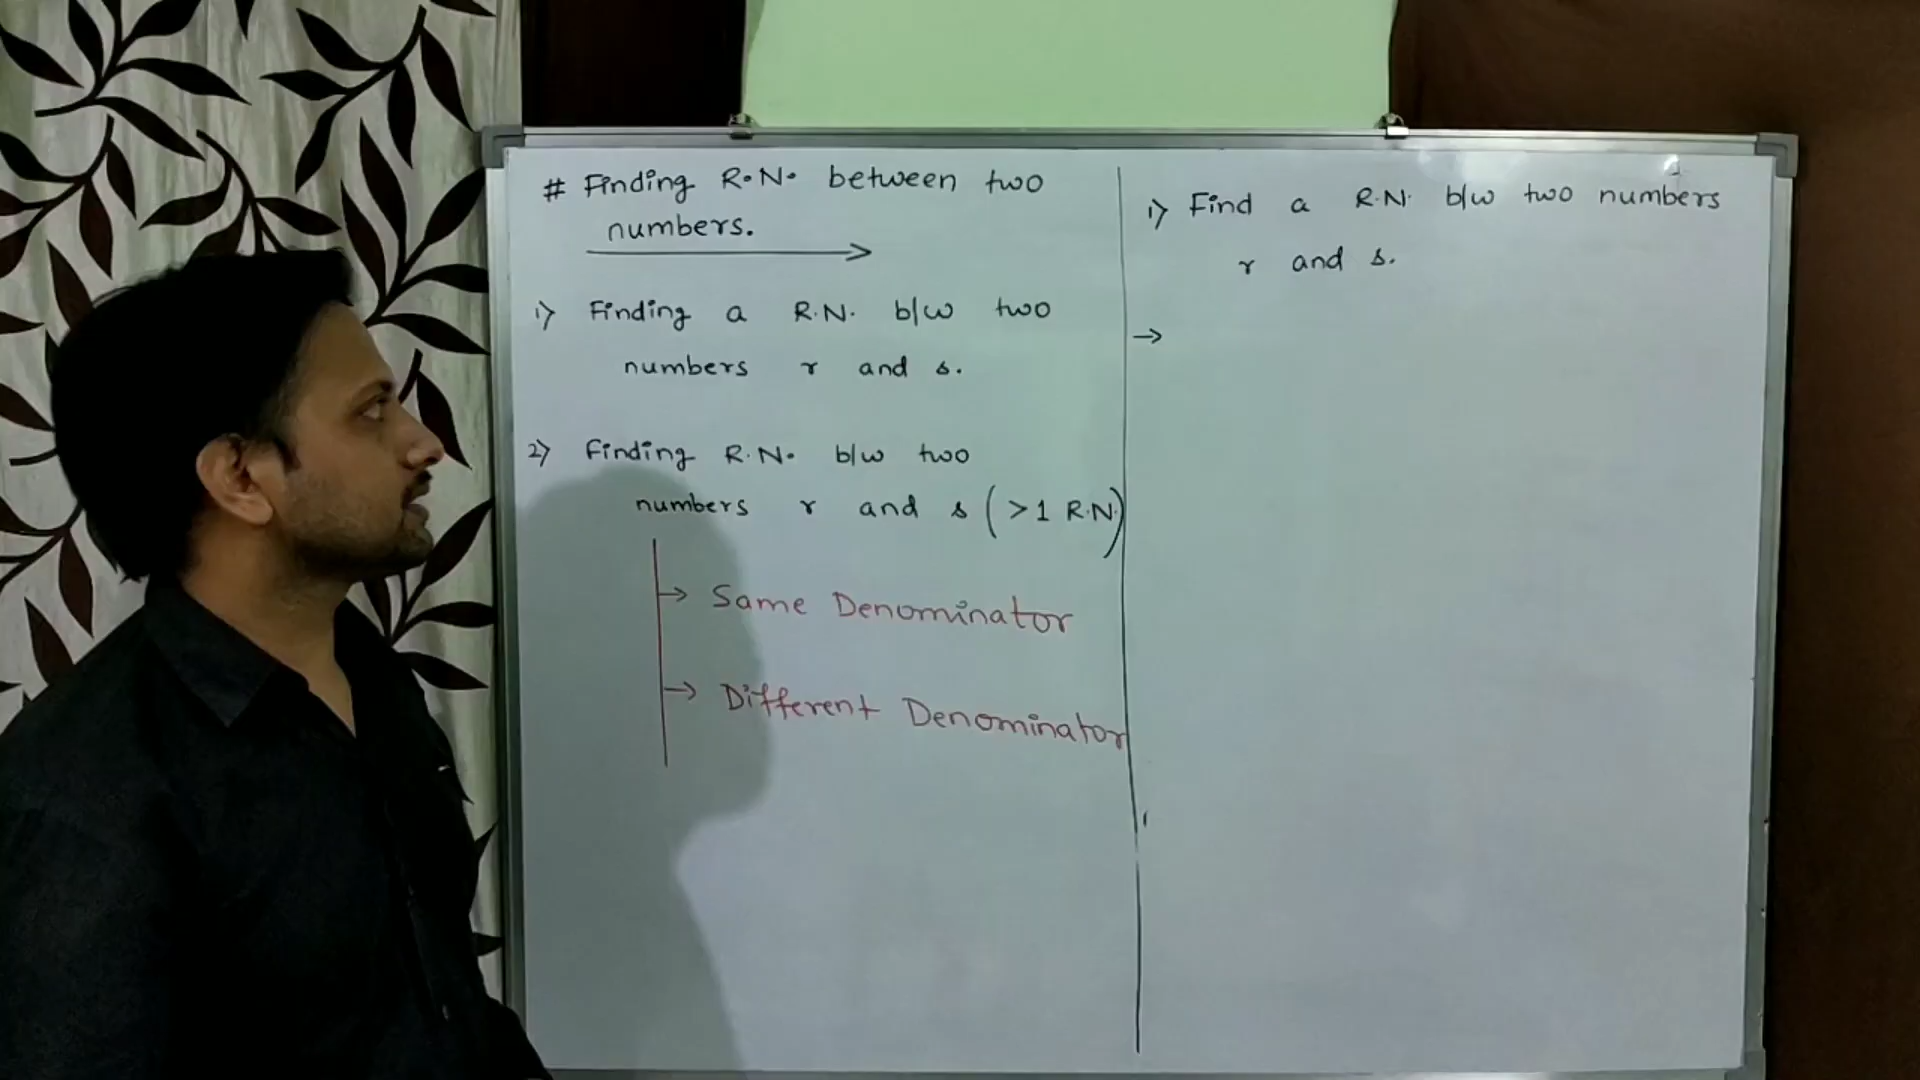 # Finding R.N. between two
numbers.
1) Finding a R.N. b/w two
numbers r and s.
2) Finding R.N. b/w two
numbers r and s (>1 R.N.)
→ Same Denominator
→ Different Denominator
1) Find a R.N. b/w two numbers
r and s.
→